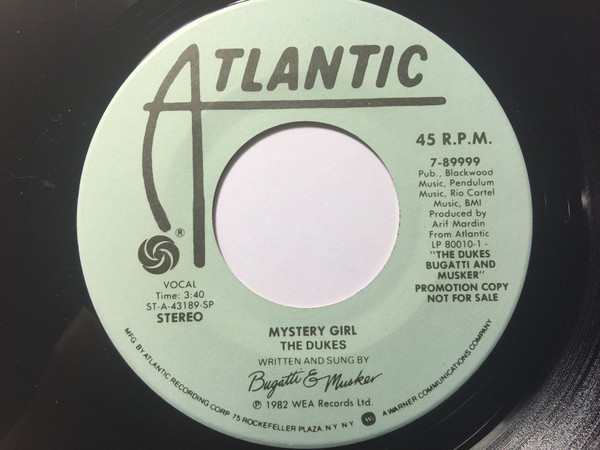 ATLANTIC
®
45 R.P.M.
7-89999
Pub., Blackwood
Music, Pendulum
Music, Rio Cartel
Music, BMI
Produced by
Arif Mardin
From Atlantic
LP 80010-1 -
"THE DUKES
BUGATTI AND
MUSKER"
PROMOTION COPY
NOT FOR SALE
VOCAL
Time: 3:40
ST-A-43189-SP
STEREO
MYSTERY GIRL
THE DUKES
WRITTEN AND SUNG BY
Bugatti & Musker
℗ 1982 WEA Records Ltd.
MFG BY ATLANTIC RECORDING CORP 75 ROCKEFELLER PLAZA N Y N Y
A WARNER COMMUNICATIONS COMPANY